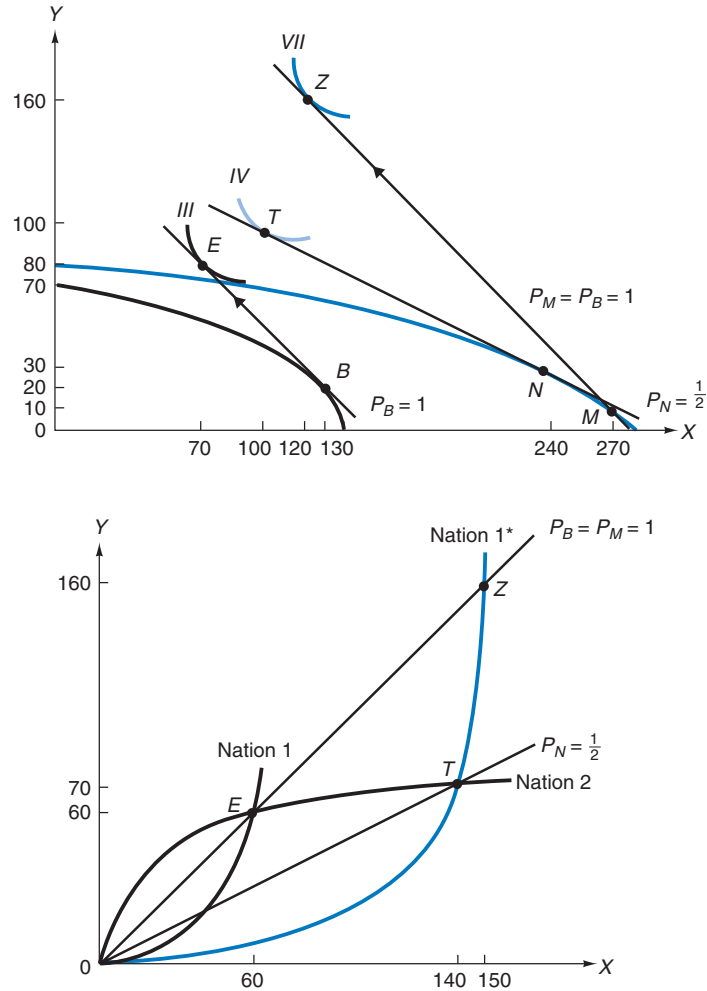 Y
VII
Z
160
IV
T
100
III
E
80
70
P_M = P_B = 1
30
20
B
N
10
P_B = 1
M
P_N = 1/2
0
X
70
100
120
130
240
270
Y
Nation 1*
P_B = P_M = 1
160
Z
P_N = 1/2
Nation 1
70
T
Nation 2
60
E
0
60
140
150
X